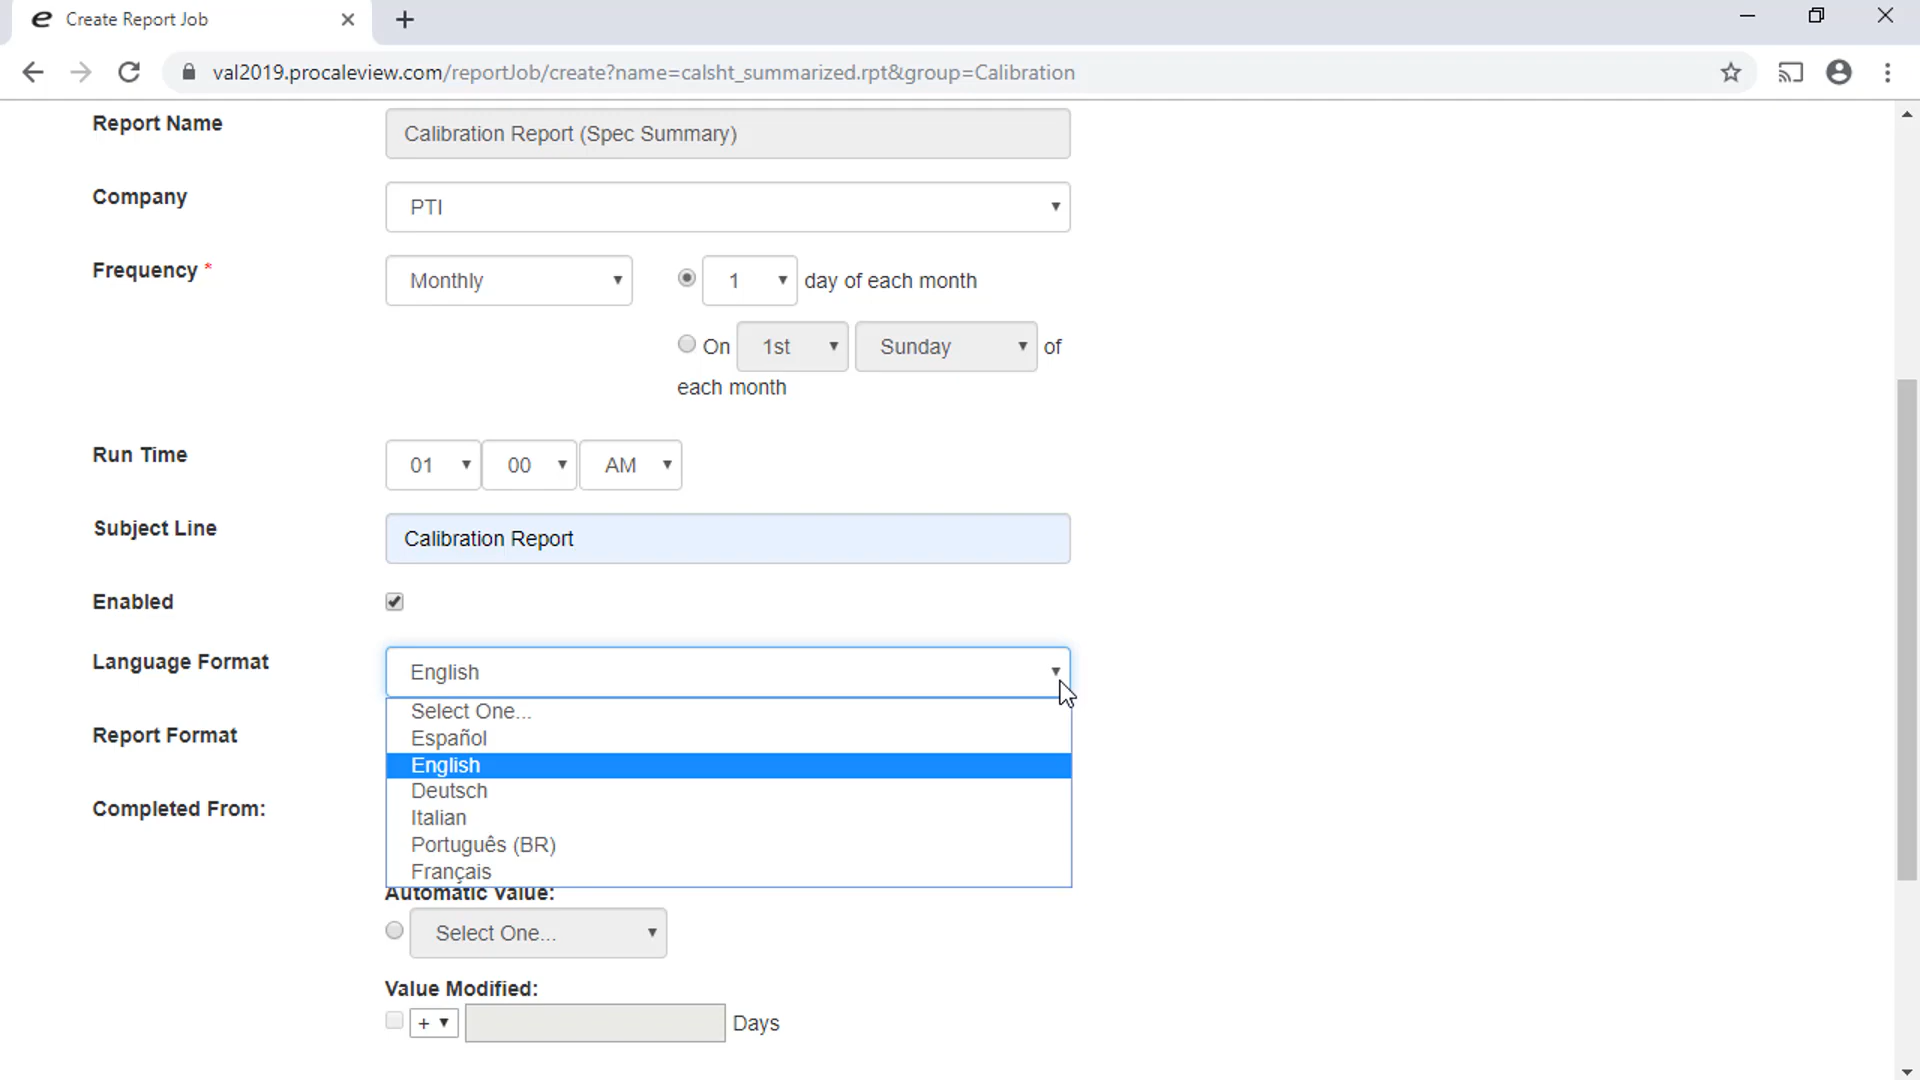 Create Report Job
val2019.procaleview.com/reportJob/create?name=calsht_summarized.rpt&group=Calibration
Report Name
Calibration Report (Spec Summary)
Company
PTI
Frequency *
Monthly
1
day of each month
On
1st
Sunday
of
each month
Run Time
01
00
AM
Subject Line
Calibration Report
Enabled
Language Format
English
Select One...
Español
English
Report Format
Deutsch
Italian
Completed From:
Português (BR)
Français
Automatic Value:
Select One...
Value Modified:
+
Days